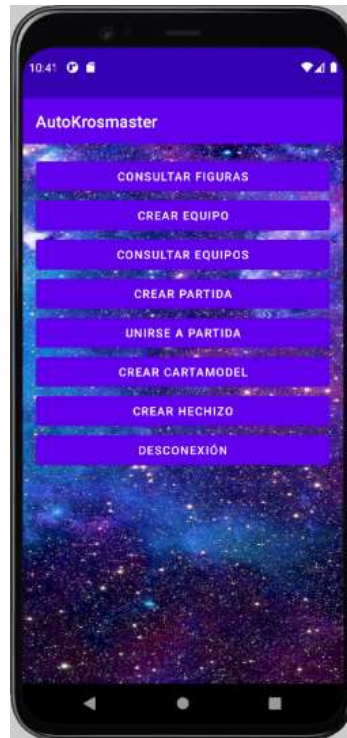 10:41
AutoKrosmaster
CONSULTAR FIGURAS
CREAR EQUIPO
CONSULTAR EQUIPOS
CREAR PARTIDA
UNIRSE A PARTIDA
CREAR CARTAMODEL
CREAR HECHIZO
DESCONEXIÓN